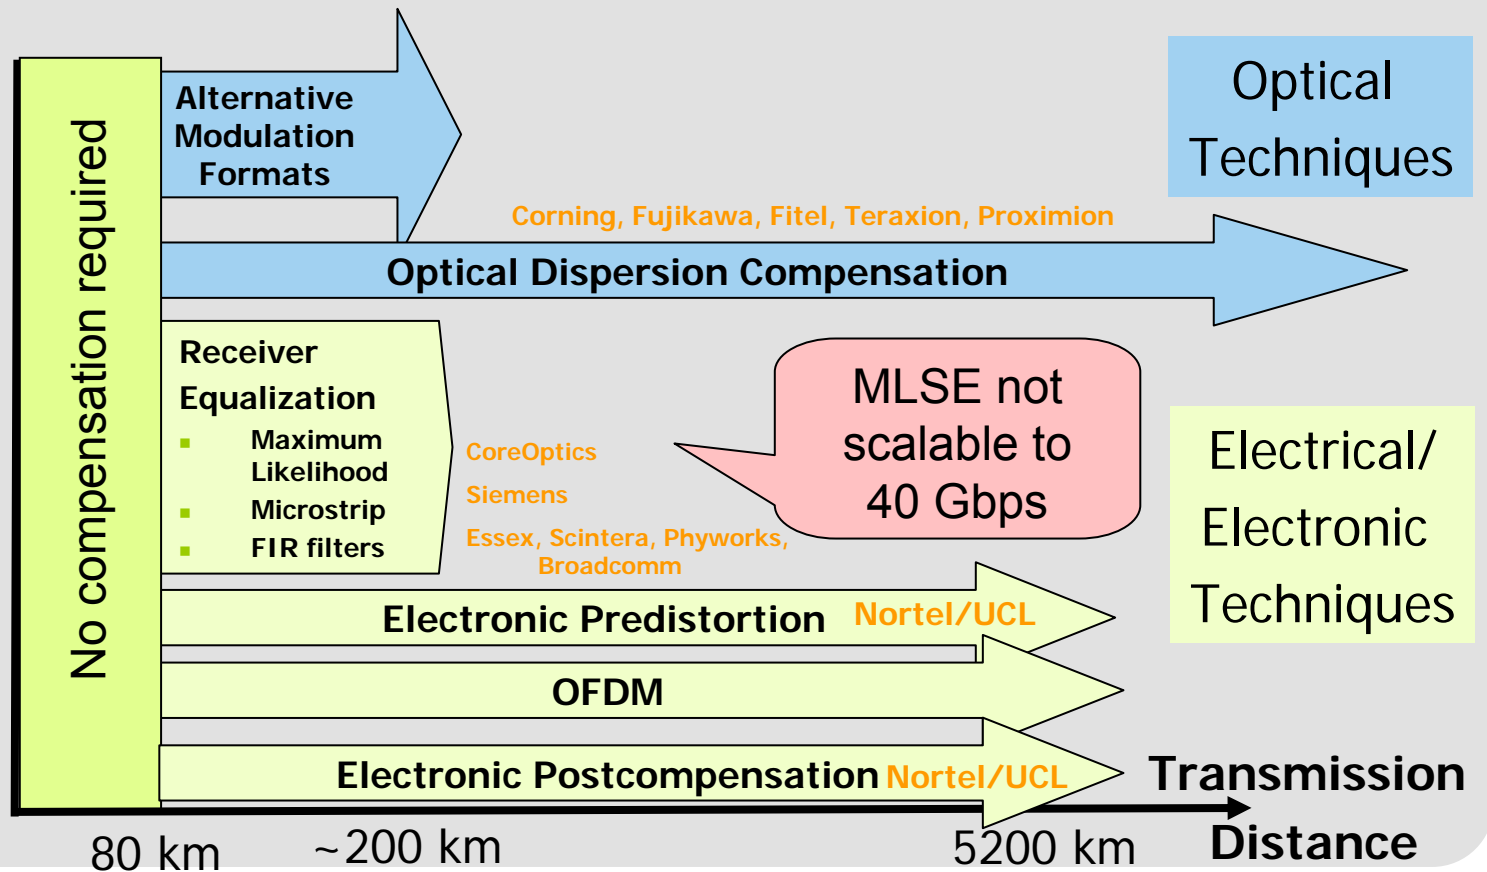 No compensation required
Alternative
Modulation
Formats
Optical
Techniques
Corning, Fujikawa, Fitel, Teraxion, Proximion
Optical Dispersion Compensation
Receiver
Equalization
Maximum
Likelihood
Microstrip
FIR filters
CoreOptics
Siemens
Essex, Scintera, Phyworks,
Broadcomm
MLSE not
scalable to
40 Gbps
Electrical/
Electronic
Techniques
Electronic Predistortion Nortel/UCL
OFDM
Electronic Postcompensation Nortel/UCL
Transmission
Distance
80 km
~200 km
5200 km